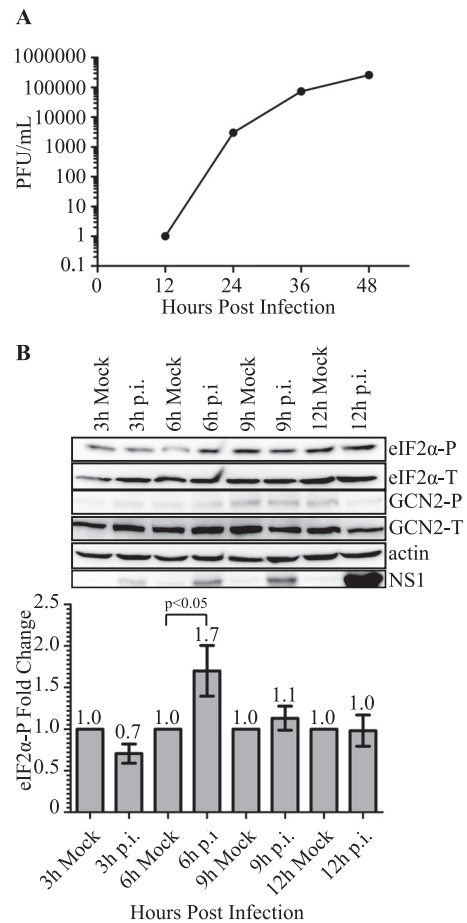 A
1000000
100000
10000
1000
100
10
1
0.1
PFU/mL
0 12 24 36 48
Hours Post Infection
B
3h Mock 3h p.i. 6h Mock 6h p.i 9h Mock 9h p.i. 12h Mock 12h p.i.
eIF2α-P
eIF2α-T
GCN2-P
GCN2-T
actin
NS1
eIF2α-P Fold Change
2.5
2.0
1.5
1.0
0.5
0
p<0.05
1.0 0.7 1.0 1.7 1.0 1.1 1.0 1.0
3h Mock 3h p.i. 6h Mock 6h p.i 9h Mock 9h p.i. 12h Mock 12h p.i.
Hours Post Infection